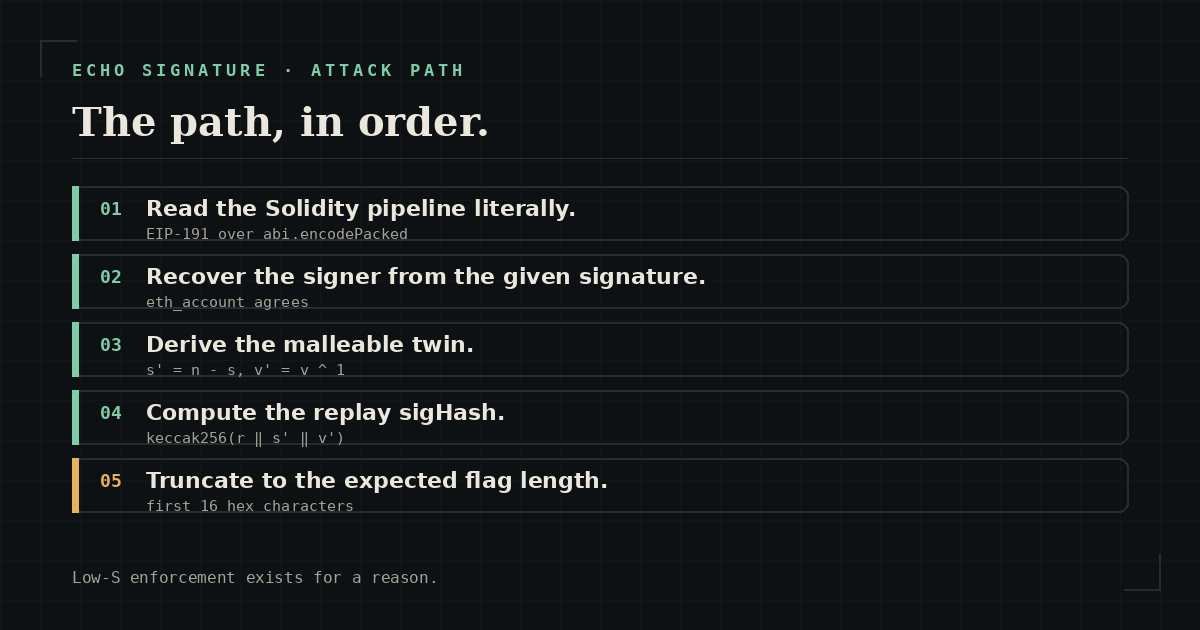 ECHO SIGNATURE · ATTACK PATH
The path, in order.
01 Read the Solidity pipeline literally.
EIP-191 over abi.encodePacked
02 Recover the signer from the given signature.
eth_account agrees
03 Derive the malleable twin.
s' = n - s, v' = v ^ 1
04 Compute the replay sigHash.
keccak256(r ‖ s' ‖ v')
05 Truncate to the expected flag length.
first 16 hex characters
Low-S enforcement exists for a reason.